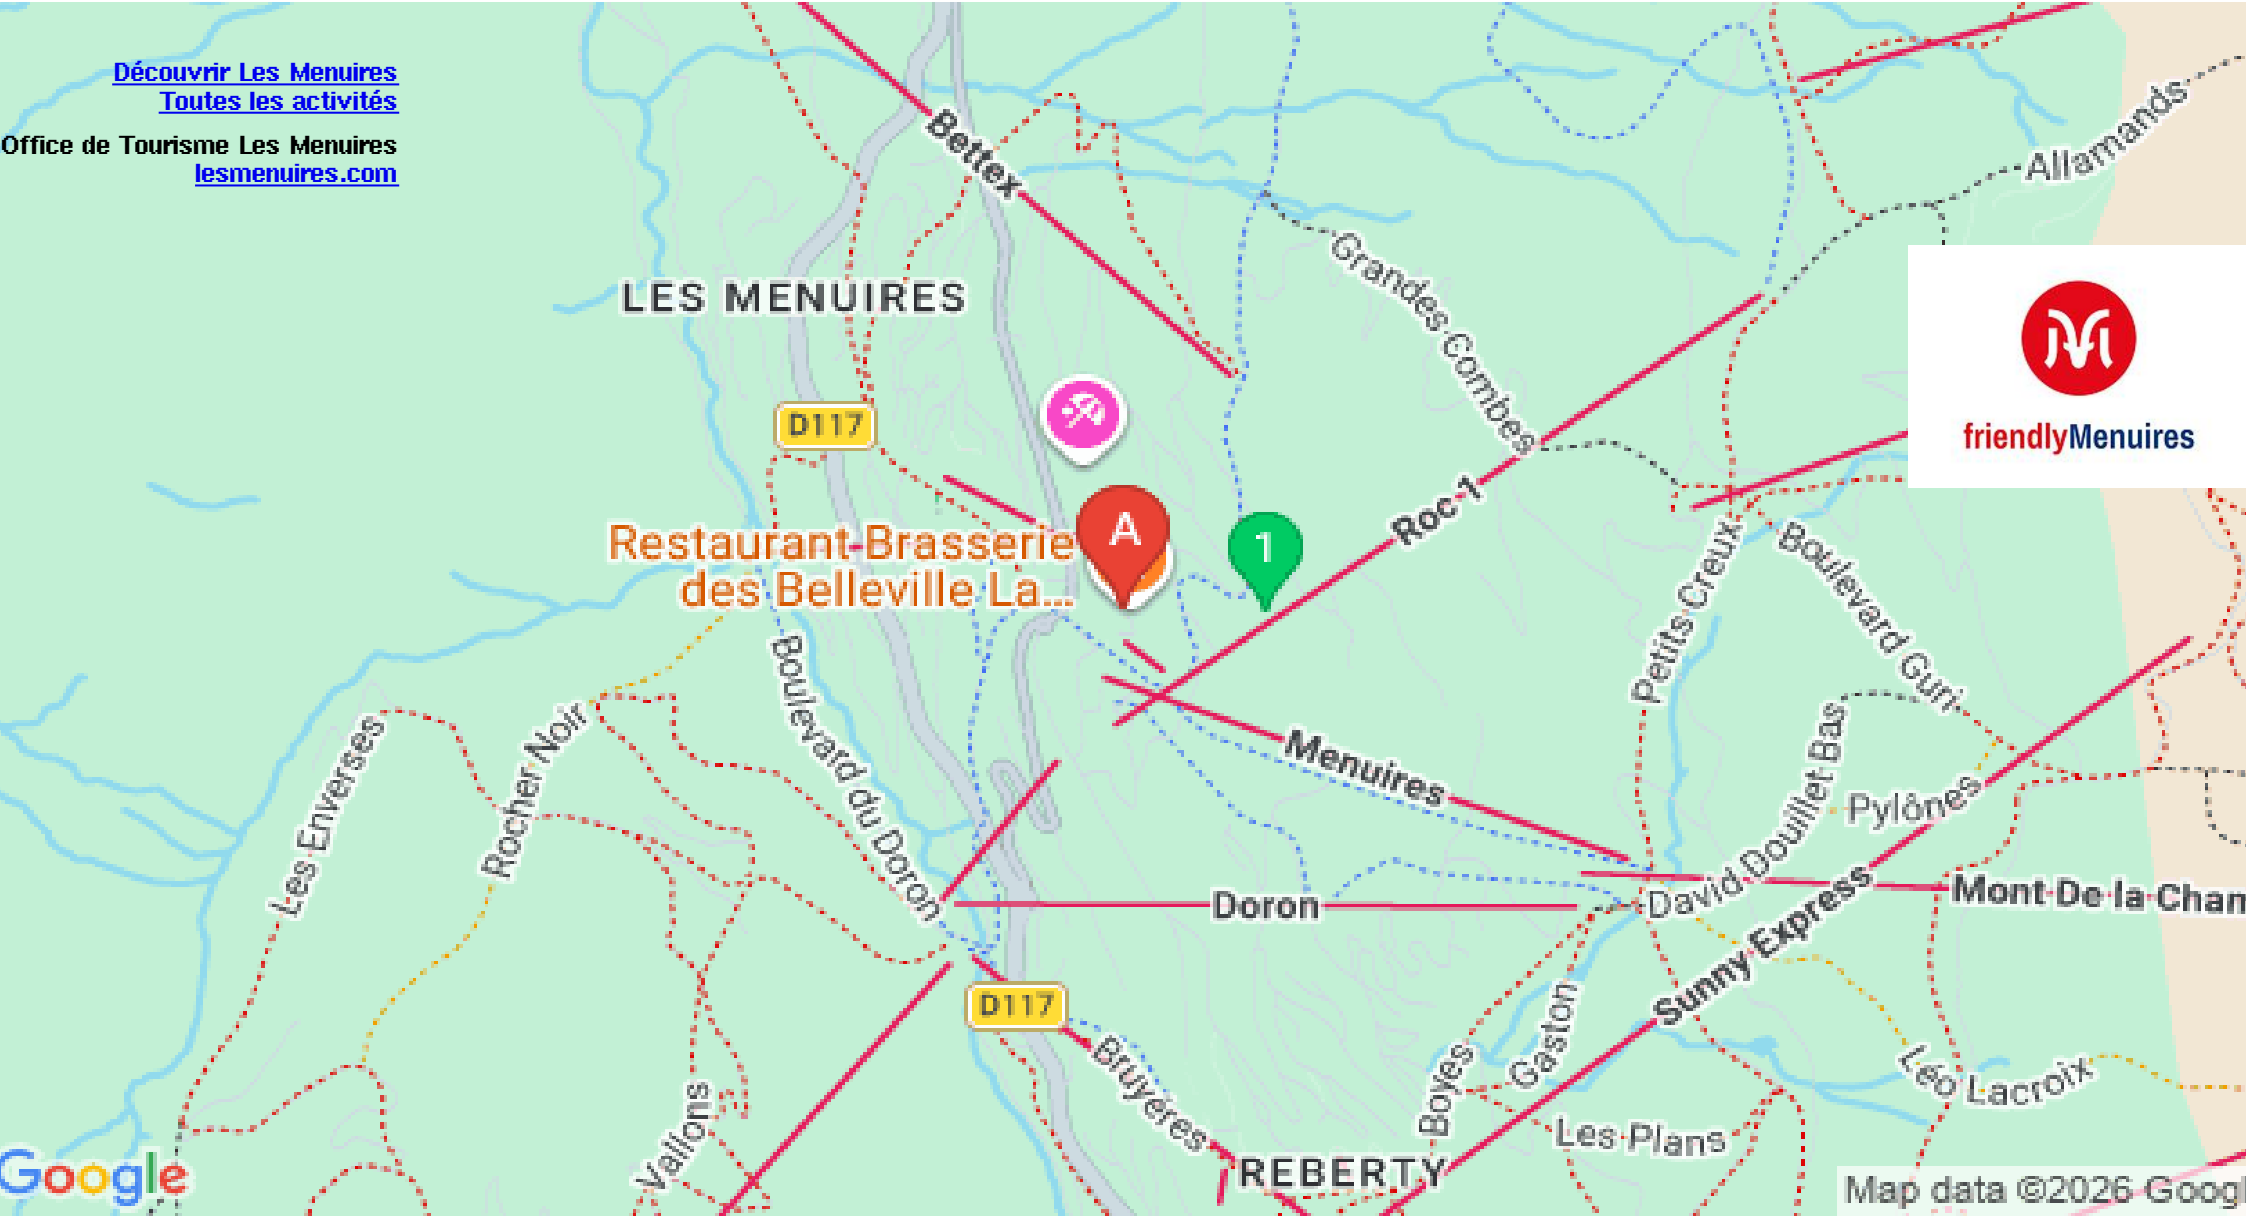 Découvrir Les Menuires
Toutes les activités
Office de Tourisme Les Menuires
lesmenuires.com
Bettex
Allamands
Grandes Combes
LES MENUIRES
friendlyMenuires
D117
Roc 1
A
1
Restaurant Brasserie
des Belleville La...
Petits Creux
Boulevard Guri
Boulevard du Doron
Les Enverses
Rocher Noir
Menuires
David Douillet Bas
Pylônes
Doron
Mont De la Cham
Sunny Express
D117
Bruyères
Gaston
Boyes
Léo Lacroix
Les Plans
Vallons
REBERTY
Google
Map data ©2026 Googl